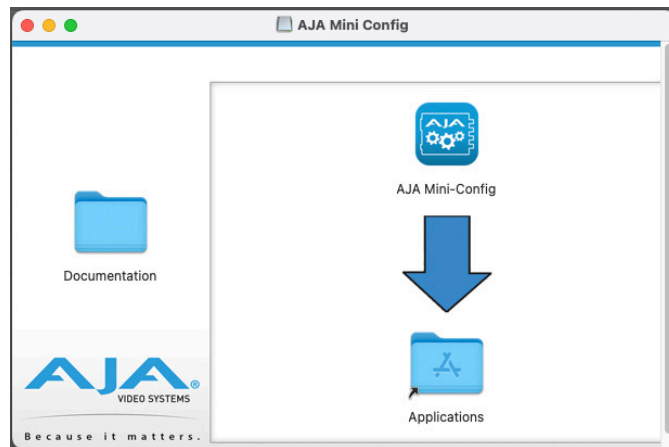 AJA Mini Config
AJA
AJA Mini-Config
Documentation
Applications
AJA®
VIDEO SYSTEMS
Because it matters.